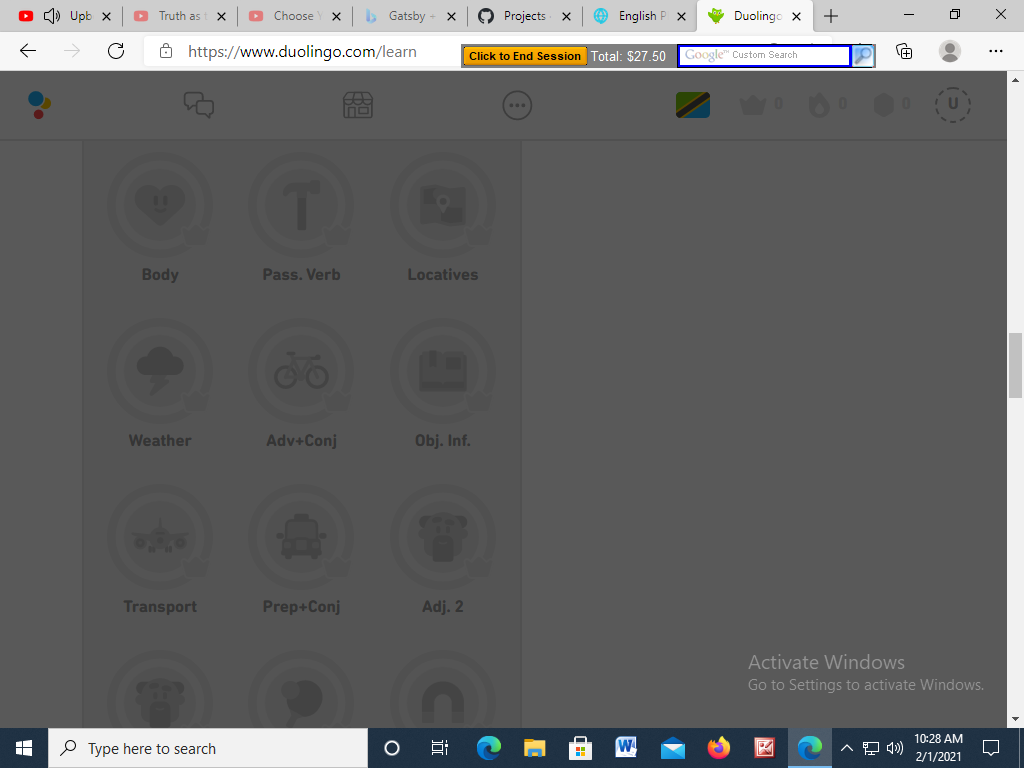 Upb
Truth as t
Choose Y
Gatsby +
Projects
English Pl
Duolingo
https://www.duolingo.com/learn
Click to End Session
Total: $27.50
Google™ Custom Search
0
0
0
U
Body
Pass. Verb
Locatives
Weather
Adv+Conj
Obj. Inf.
Transport
Prep+Conj
Adj. 2
Activate Windows
Go to Settings to activate Windows.
Type here to search
10:28 AM
2/1/2021